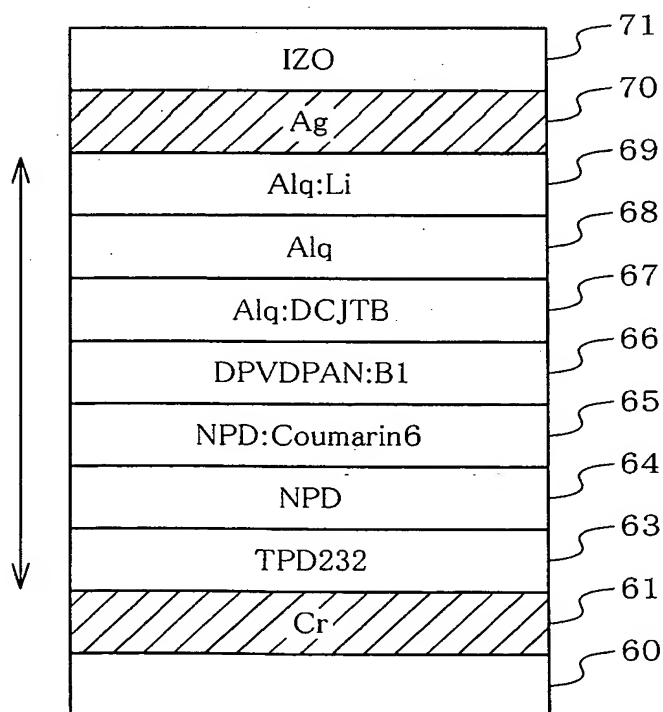 IZO 71
Ag 70
Alq:Li 69
Alq 68
Alq:DCJTB 67
DPVDPAN:B1 66
NPD:Coumarin6 65
NPD 64
TPD232 63
Cr 61
60